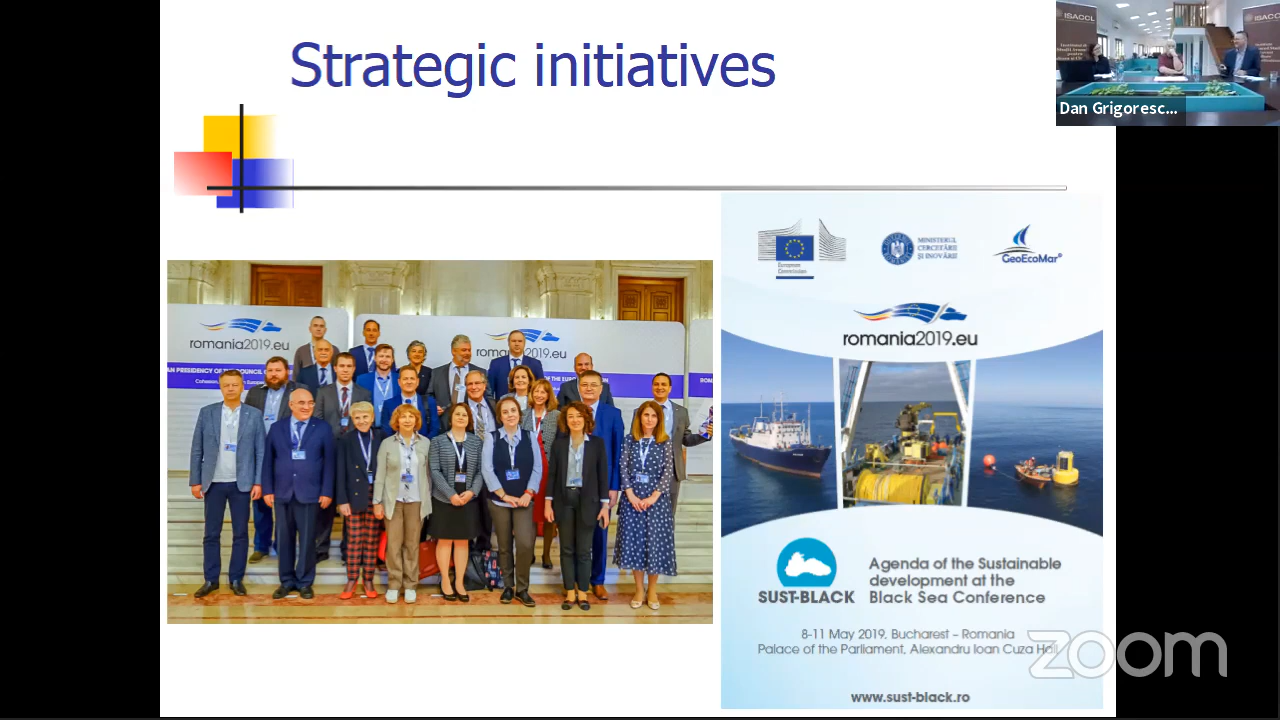 Strategic initiatives
ISACCL
Dan Grigoresc...
romania2019.eu
romania2019.eu
European
Commission
MINISTERUL
CERCETĂRII
ȘI INOVĂRII
GeoEcoMar
romania2019.eu
SUST-BLACK
Agenda of the Sustainable
development at the
Black Sea Conference
8-11 May 2019, Bucharest – Romania
Palace of the Parliament, Alexandru Ioan Cuza Hall
www.sust-black.ro
zoom